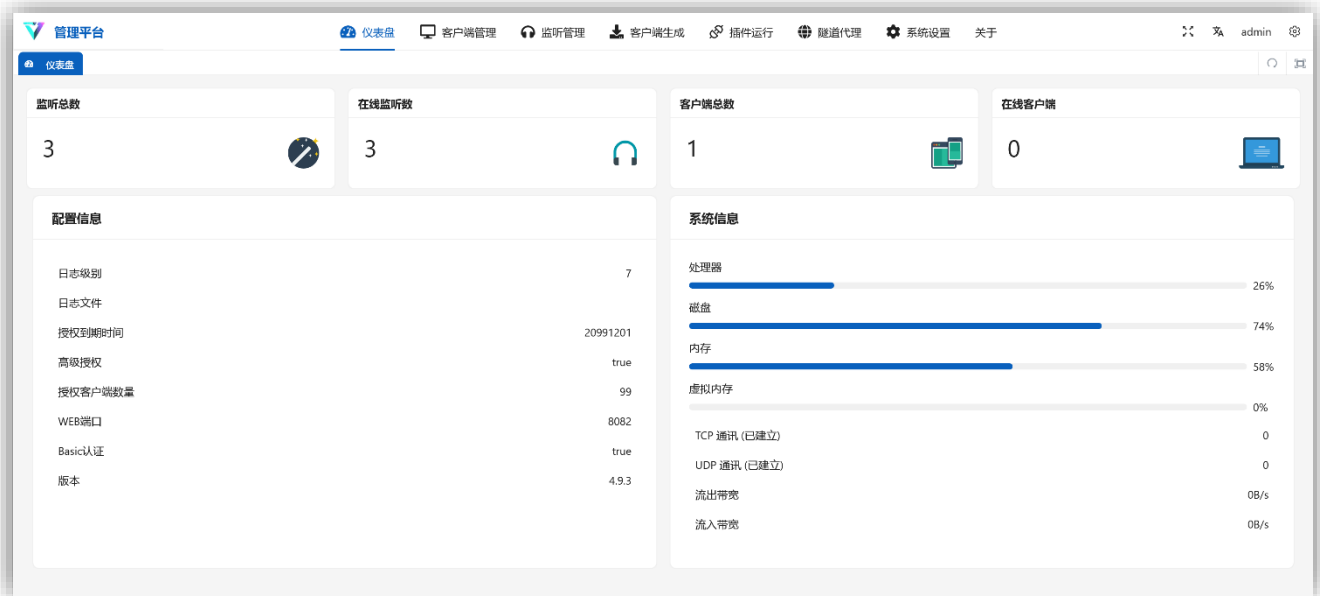 管理平台 仪表盘 客户端管理 监听管理 客户端生成 插件运行 隧道代理 系统设置 关于 admin
仪表盘
监听总数 在线监听数 客户端总数 在线客户端
3 3 1 0
配置信息
日志级别 7
日志文件
授权到期时间 20991201
高级授权 true
授权客户端数量 99
WEB端口 8082
Basic认证 true
版本 4.9.3
系统信息
处理器
26%
磁盘
74%
内存
58%
虚拟内存
0%
TCP 通讯 (已建立) 0
UDP 通讯 (已建立) 0
流出带宽 0B/s
流入带宽 0B/s